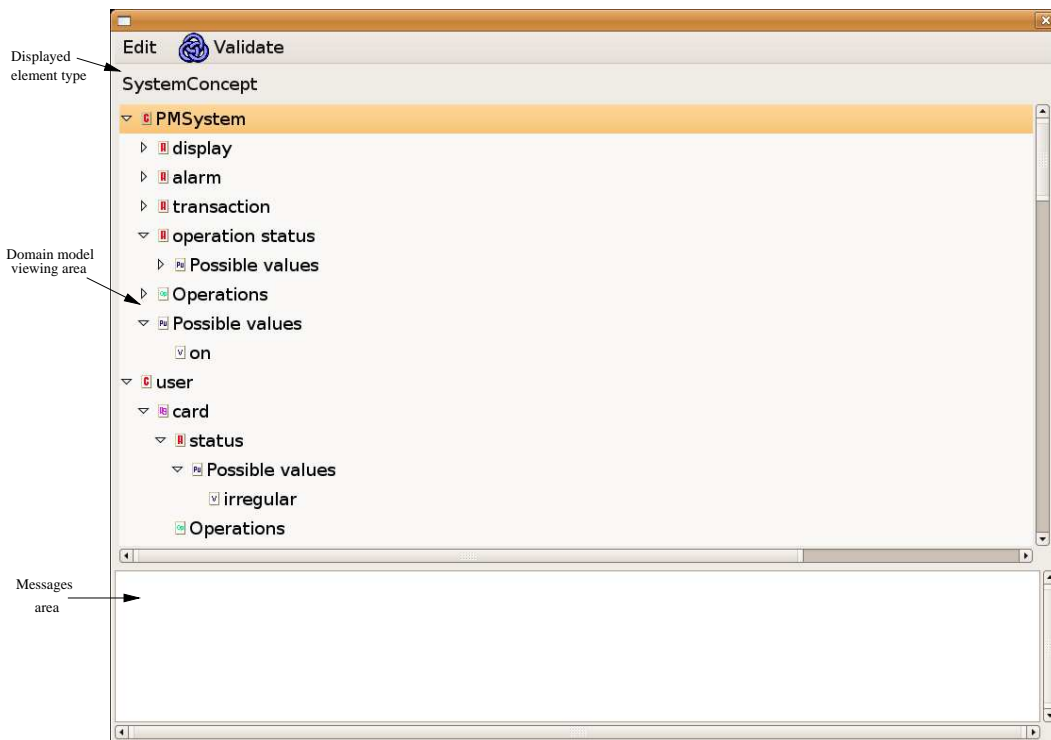 Edit Validate
Displayed
element type
SystemConcept
PMSystem
display
alarm
transaction
operation status
Domain model
viewing area
Possible values
Operations
Possible values
on
user
card
status
Possible values
irregular
Operations
Messages
area